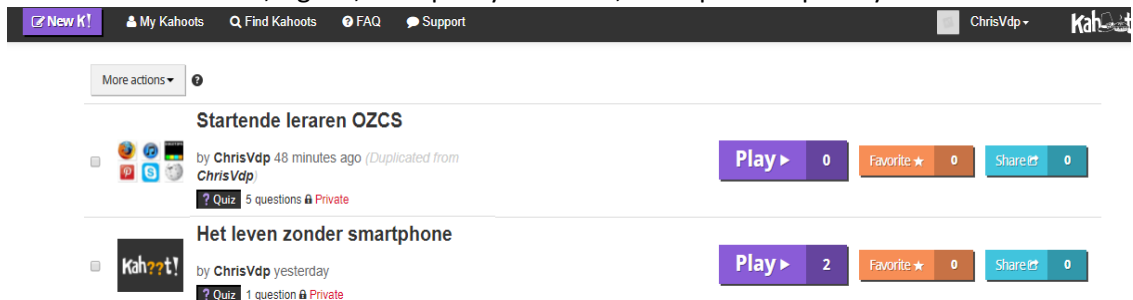 New K!  My Kahoots  Find Kahoots  FAQ  Support  ChrisVdp
More actions
Startende leraren OZCS
by ChrisVdp 48 minutes ago (Duplicated from
ChrisVdp)
? Quiz 5 questions Private
Play 0 Favorite 0 Share 0
Het leven zonder smartphone
Kah??t!
by ChrisVdp yesterday
? Quiz 1 question Private
Play 2 Favorite 0 Share 0